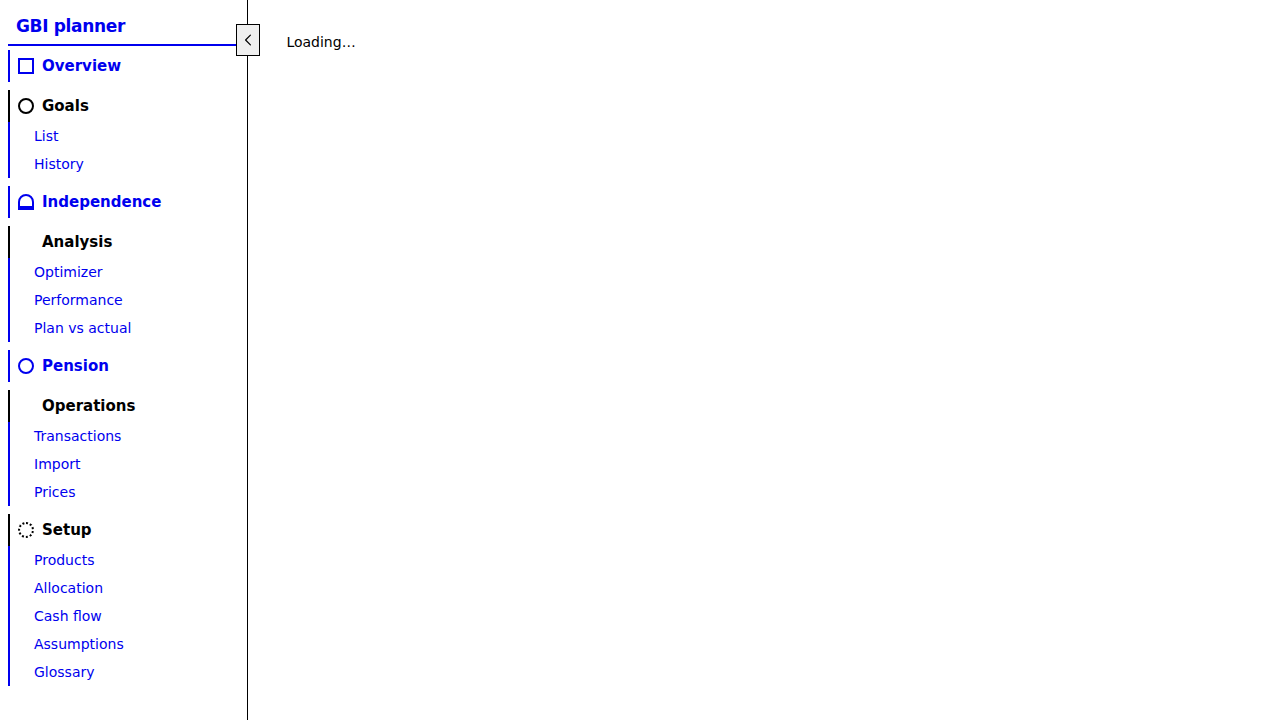 GBI planner
Overview
Goals
List
History
Independence
Analysis
Optimizer
Performance
Plan vs actual
Pension
Operations
Transactions
Import
Prices
Setup
Products
Allocation
Cash flow
Assumptions
Glossary
Loading…